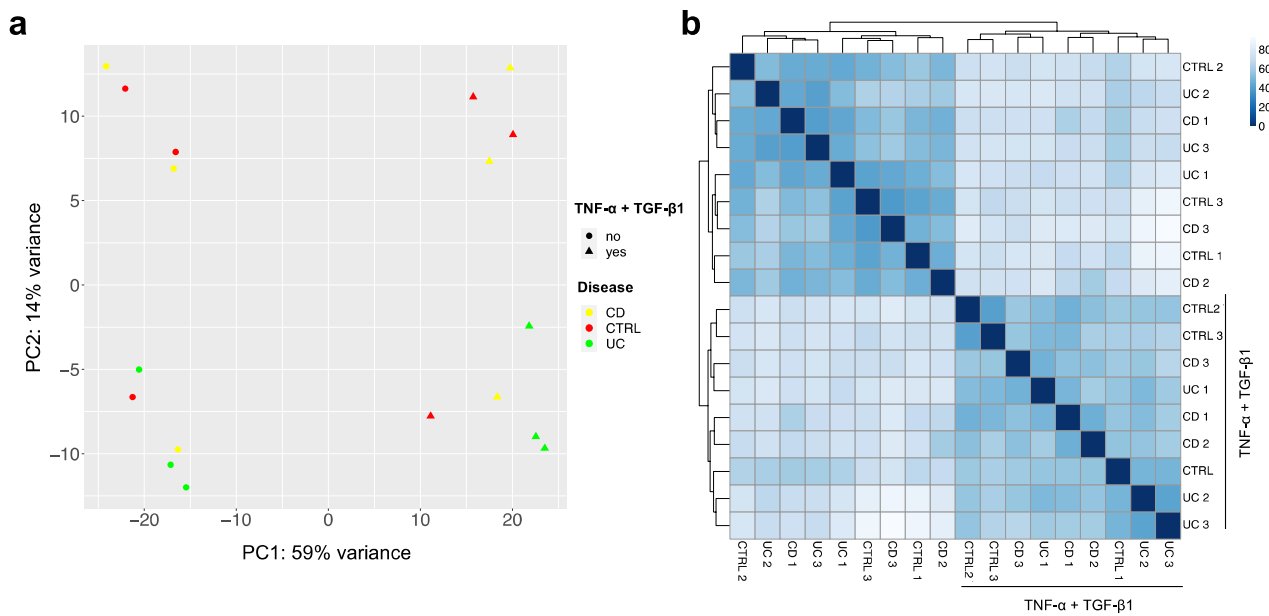 a
10
5
0
−5
−10
PC2: 14% variance
−20
−10
0
10
20
PC1: 59% variance
TNF-α + TGF-β1
no
yes
Disease
CD
CTRL
UC
b
80
60
40
20
0
CTRL 2
UC 2
CD 1
UC 3
UC 1
CTRL 3
CD 3
CTRL 1
CD 2
CTRL2
CTRL 3
CD 3
UC 1
CD 1
CD 2
CTRL
UC 2
UC 3
TNF-α + TGF-β1
CTRL 2
UC 2
CD 1
UC 3
UC 1
CTRL 3
CD 3
CTRL 1
CD 2
CTRL2
CTRL 3
CD 3
UC 1
CD 1
CD 2
CTRL 1
UC 2
UC 3
TNF-α + TGF-β1